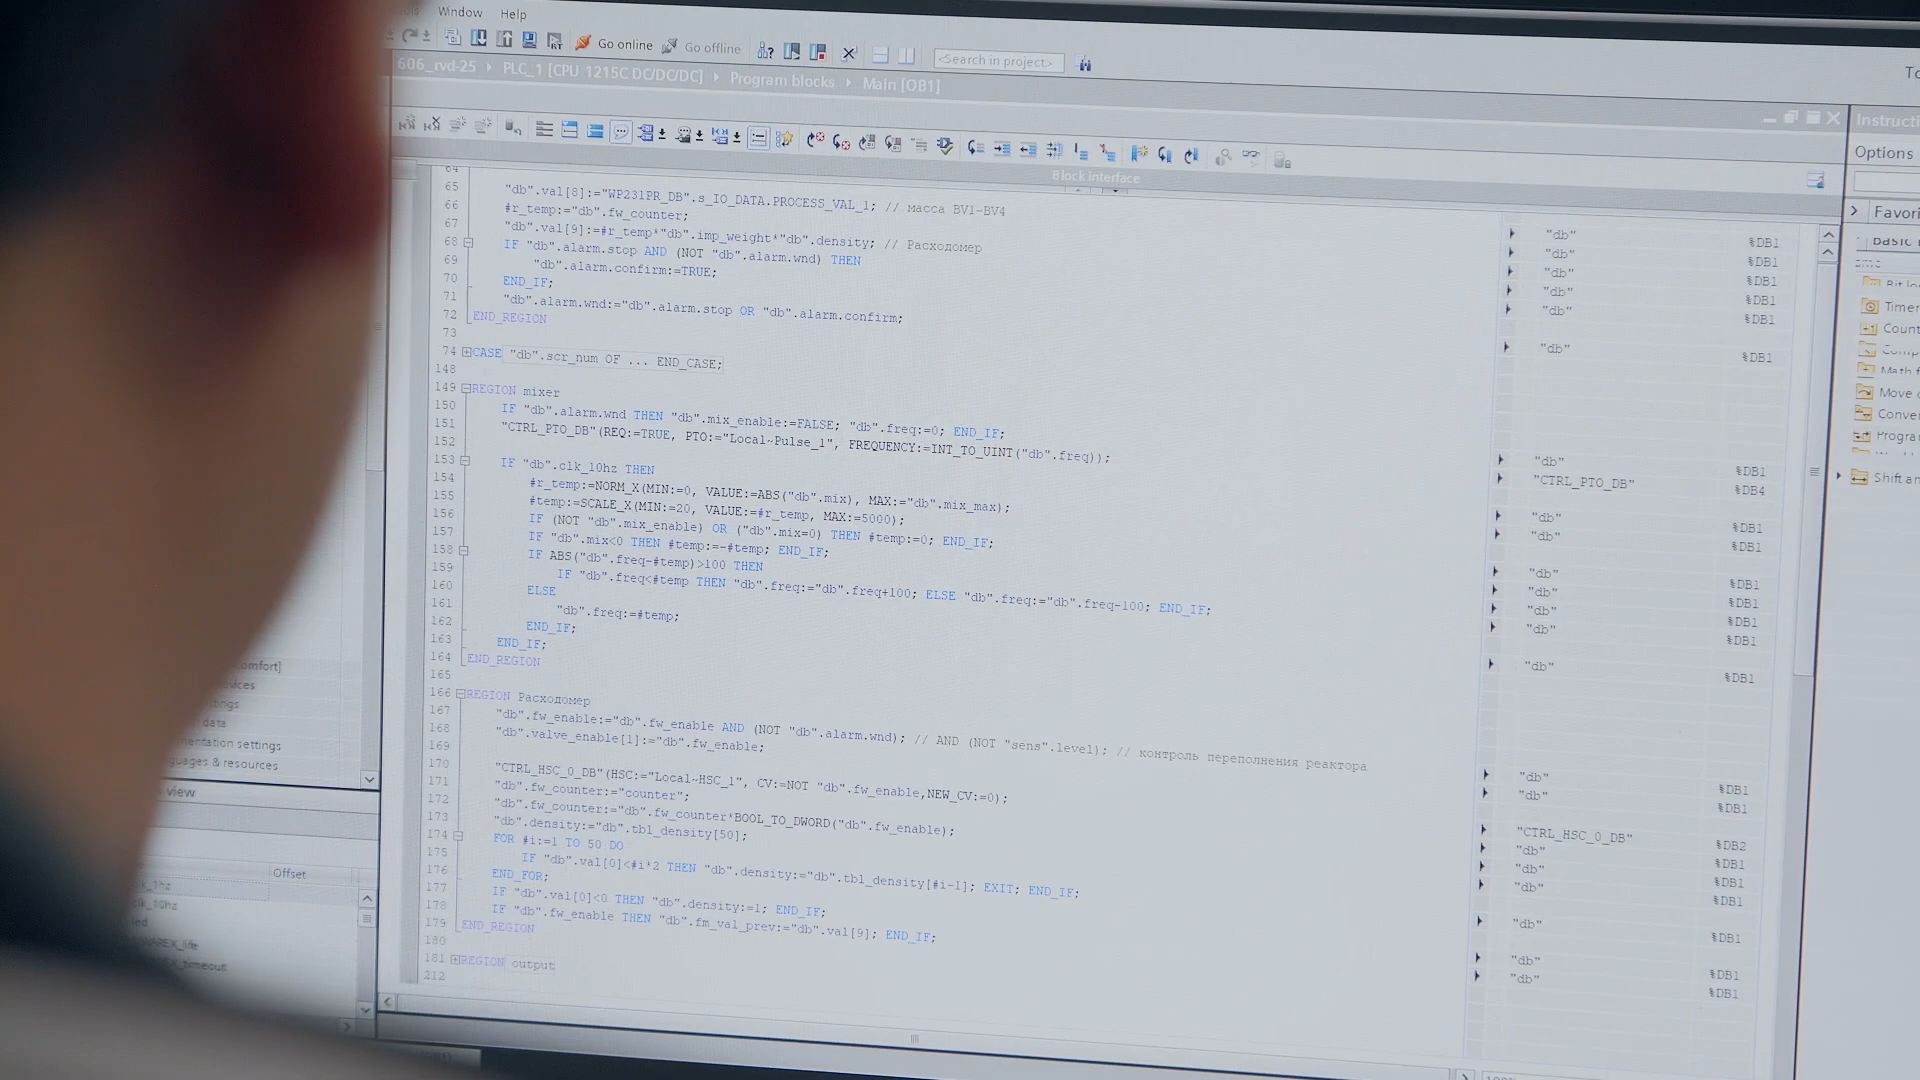 Window Help
Go online Go offline <Search in project>
606_rvd-25 PLC_1 [CPU 1215C DC/DC/DC] Program blocks Main [OB1]
Block interface
64
65 "db".val[8]:="WP231PR_DB".s_IO_DATA.PROCESS_VAL_1; // масса BV1-BV4
66 #r_temp:="db".fw_counter;
67 "db".val[9]:=#r_temp*"db".imp_weight*"db".density; // Расходомер
68 IF "db".alarm.stop AND (NOT "db".alarm.wnd) THEN
69 "db".alarm.confirm:=TRUE;
70 END_IF;
71 "db".alarm.wnd:="db".alarm.stop OR "db".alarm.confirm;
72 END_REGION
73
74 CASE "db".scr_num OF ... END_CASE;
148
149 REGION mixer
150 IF "db".alarm.wnd THEN "db".mix_enable:=FALSE; "db".freq:=0; END_IF;
151 "CTRL_PTO_DB"(REQ:=TRUE, PTO:="Local~Pulse_1", FREQUENCY:=INT_TO_UINT("db".freq));
152
153 IF "db".clk_10hz THEN
154 #r_temp:=NORM_X(MIN:=0, VALUE:=ABS("db".mix), MAX:="db".mix_max);
155 #temp:=SCALE_X(MIN:=20, VALUE:=#r_temp, MAX:=5000);
156 IF (NOT "db".mix_enable) OR ("db".mix=0) THEN #temp:=0; END_IF;
157 IF "db".mix<0 THEN #temp:=-#temp; END_IF;
158 IF ABS("db".freq-#temp)>100 THEN
159 IF "db".freq<#temp THEN "db".freq:="db".freq+100; ELSE "db".freq:="db".freq-100; END_IF;
160 ELSE
161 "db".freq:=#temp;
162 END_IF;
163 END_IF;
164 END_REGION
165
166 REGION Расходомер
167 "db".fw_enable:="db".fw_enable AND (NOT "db".alarm.wnd); // AND (NOT "sens".level); // контроль переполнения реактора
168 "db".valve_enable[1]:="db".fw_enable;
169
170 "CTRL_HSC_0_DB"(HSC:="Local~HSC_1", CV:=NOT "db".fw_enable,NEW_CV:=0);
171 "db".fw_counter:="counter";
172 "db".fw_counter:="db".fw_counter*BOOL_TO_DWORD("db".fw_enable);
173 "db".density:="db".tbl_density[50];
174 FOR #i:=1 TO 50 DO
175 IF "db".val[0]<#i*2 THEN "db".density:="db".tbl_density[#i-1]; EXIT; END_IF;
176 END_FOR;
177 IF "db".val[0]<0 THEN "db".density:=1; END_IF;
178 IF "db".fw_enable THEN "db".fm_val_prev:="db".val[9]; END_IF;
179 END_REGION
180
181 REGION output
212
"db" %DB1
"db" %DB1
"db" %DB1
"db" %DB1
"db" %DB1
"db" %DB1
"db" %DB1
"CTRL_PTO_DB" %DB4
"db" %DB1
"db" %DB1
"db" %DB1
"db" %DB1
"db" %DB1
"db" %DB1
"db" %DB1
"db" %DB1
"db" %DB1
"CTRL_HSC_0_DB" %DB2
"db" %DB1
"db" %DB1
"db" %DB1
"db" %DB1
"db" %DB1
"db" %DB1
Options
view
Offset